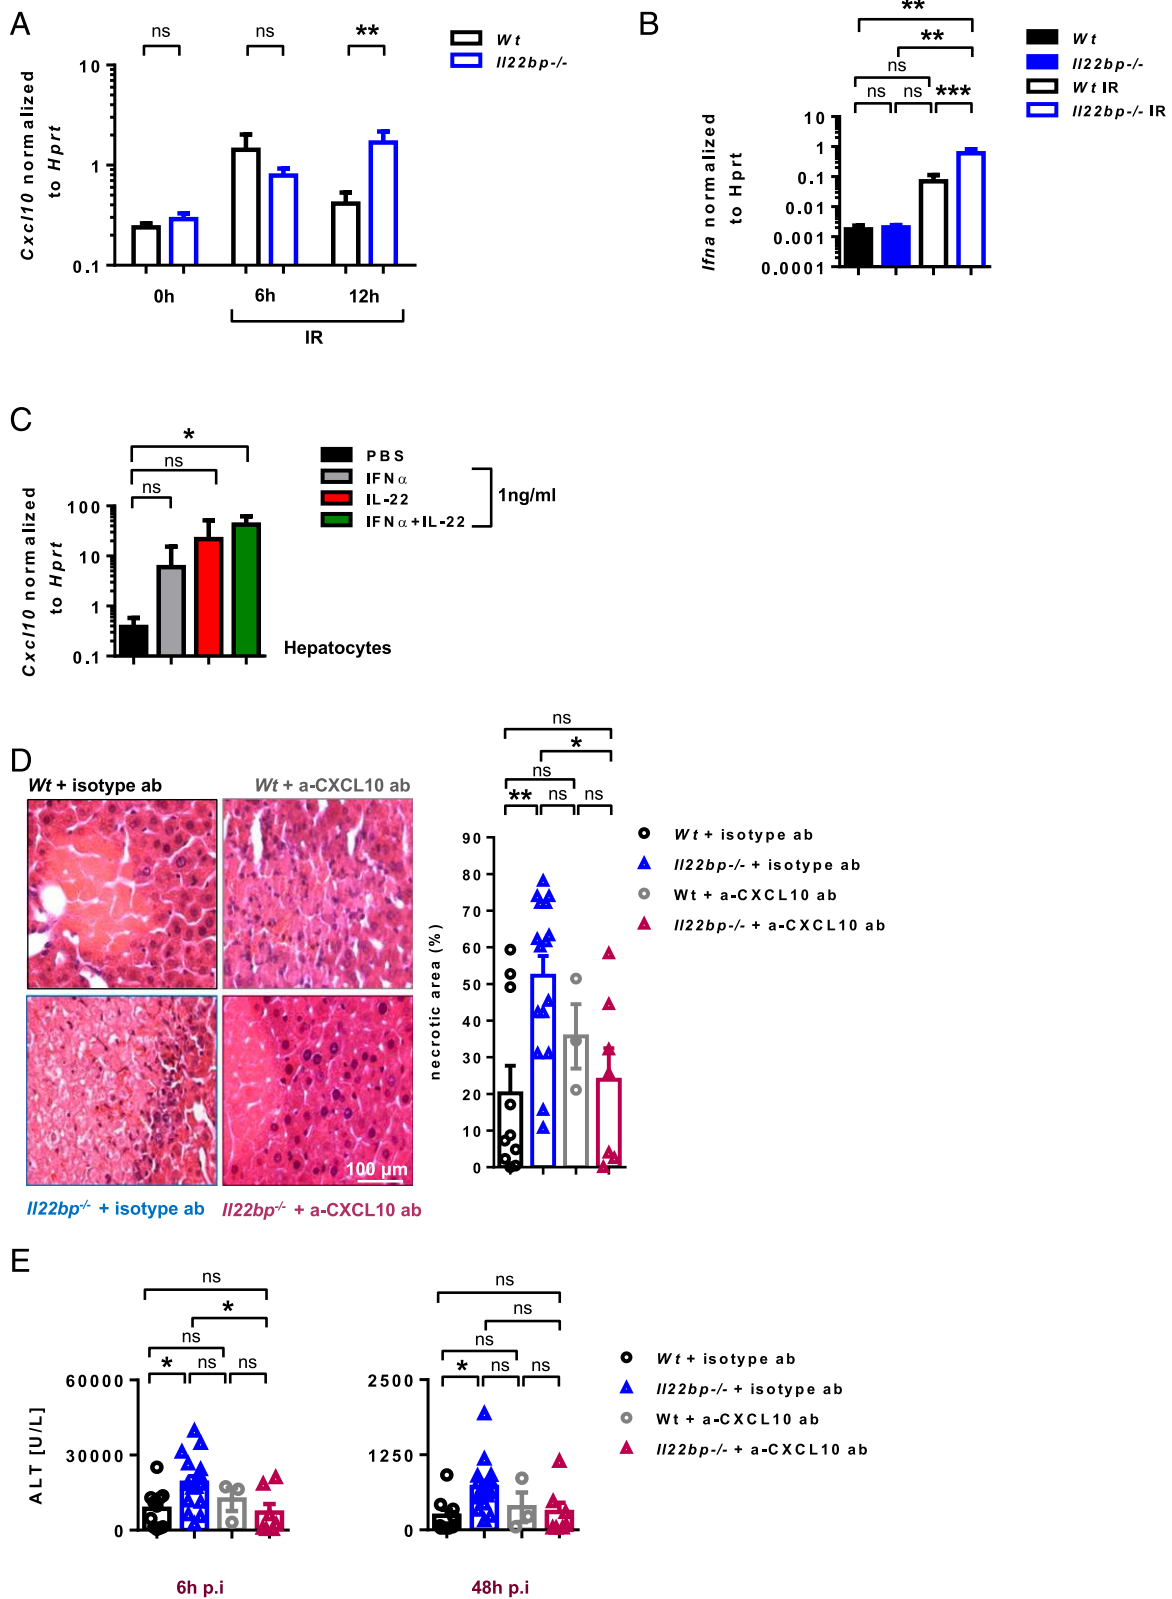 A
ns
ns
**
Wt
Il22bp-/-
Cxcl10 normalized
to Hprt
10
1
0.1
0h
6h
12h
IR
B
**
**
ns
ns
ns
***
Wt
Il22bp-/-
Wt IR
Il22bp-/- IR
Ifna normalized
to Hprt
10
1
0.1
0.01
0.001
0.0001
C
*
ns
ns
PBS
IFNα
IL-22
IFNα+IL-22
1ng/ml
Cxcl10 normalized
to Hprt
100
10
1
0.1
Hepatocytes
D
Wt + isotype ab
Wt + a-CXCL10 ab
100 µm
Il22bp-/- + isotype ab
Il22bp-/- + a-CXCL10 ab
ns
*
ns
**
ns
ns
necrotic area (%)
90
80
70
60
50
40
30
20
10
0
Wt + isotype ab
Il22bp-/- + isotype ab
Wt + a-CXCL10 ab
Il22bp-/- + a-CXCL10 ab
E
ns
*
ns
*
ns
ns
ALT [U/L]
60000
30000
0
6h p.i
ns
ns
ns
*
ns
ns
2500
1250
0
48h p.i
Wt + isotype ab
Il22bp-/- + isotype ab
Wt + a-CXCL10 ab
Il22bp-/- + a-CXCL10 ab